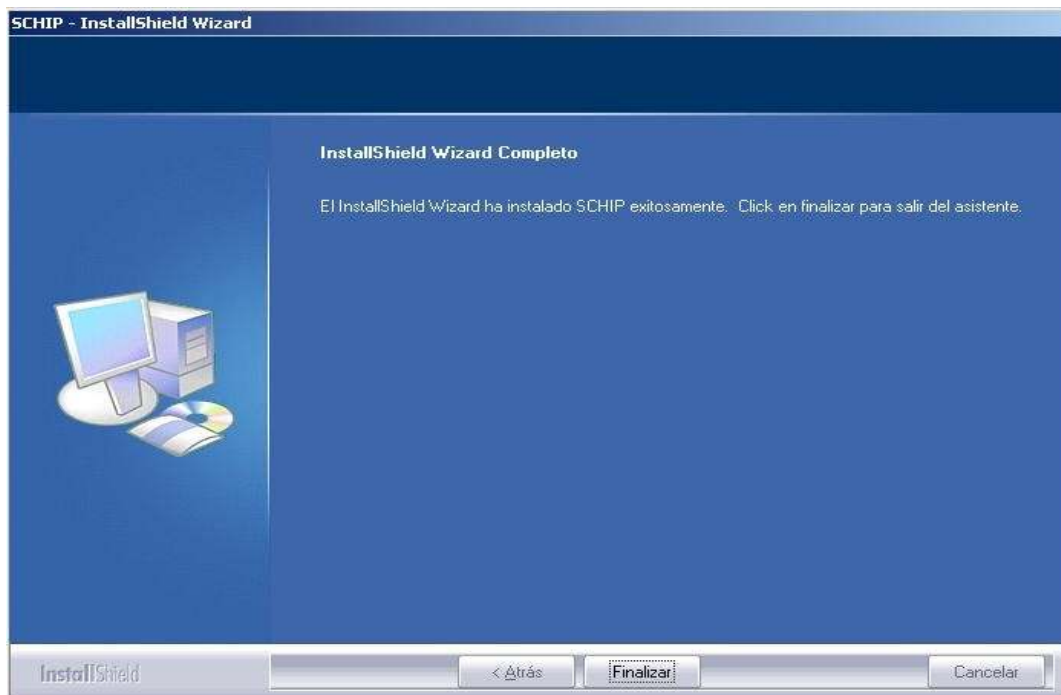 SCHIP - InstallShield Wizard
InstallShield Wizard Completo
El InstallShield Wizard ha instalado SCHIP exitosamente. Click en finalizar para salir del asistente.
InstallShield
< Atrás
Finalizar
Cancelar